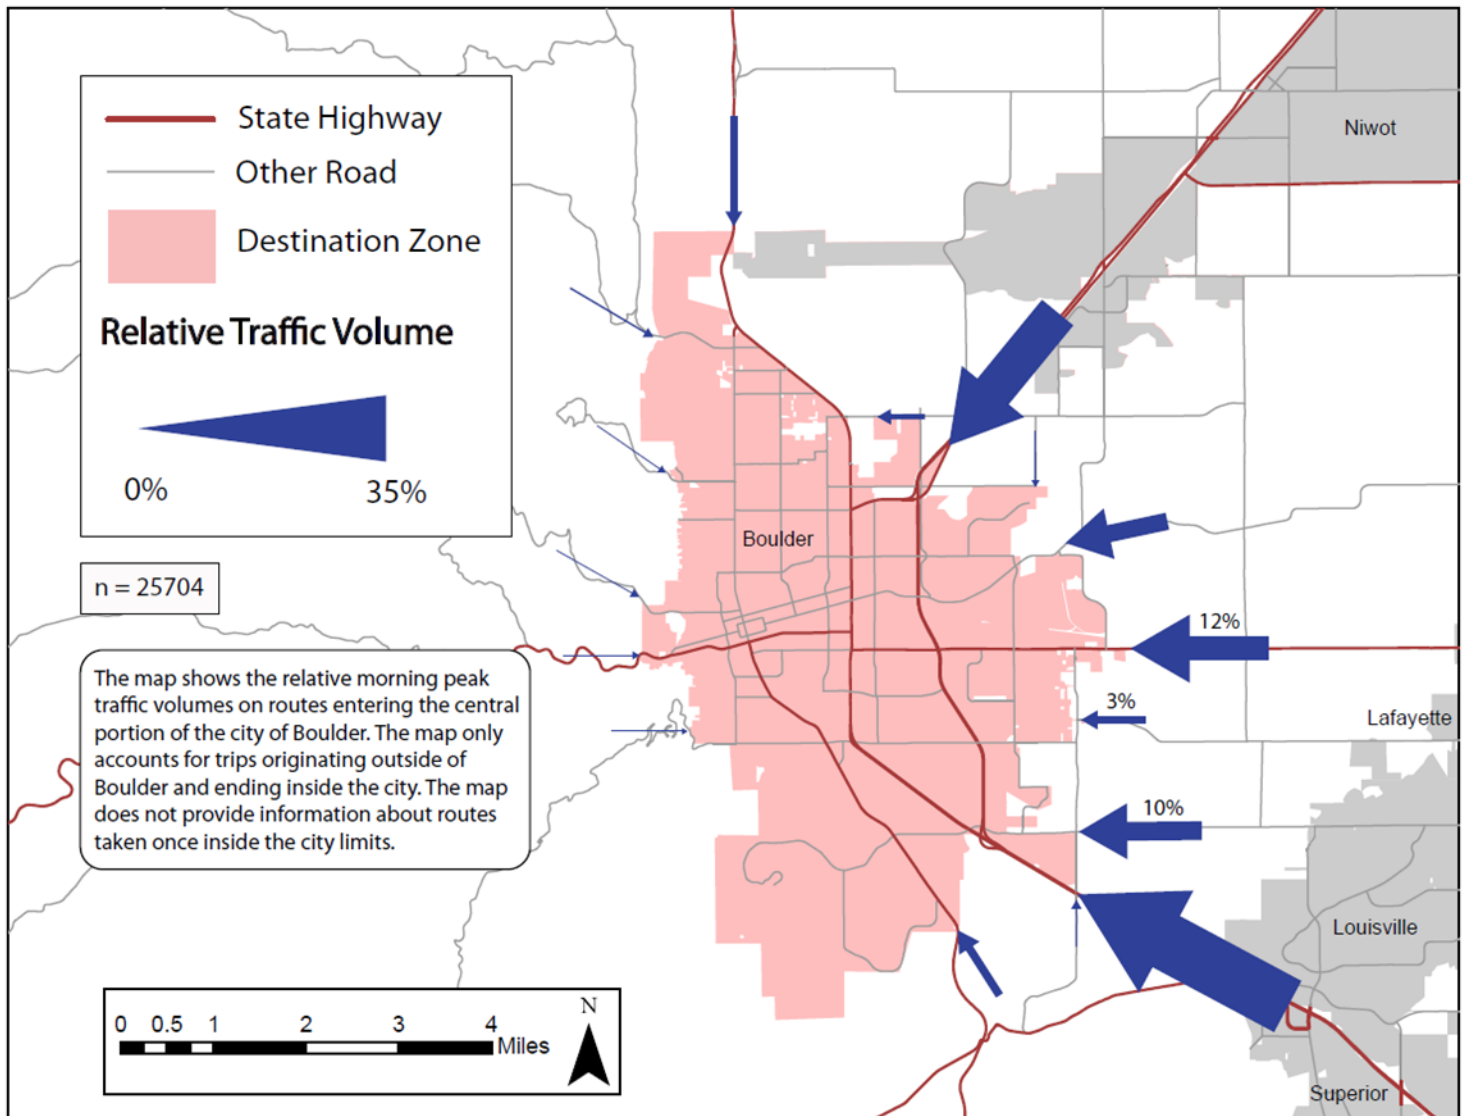 State Highway
Other Road
Destination Zone
Relative Traffic Volume
0%
35%
n = 25704
The map shows the relative morning peak
traffic volumes on routes entering the central
portion of the city of Boulder. The map only
accounts for trips originating outside of
Boulder and ending inside the city. The map
does not provide information about routes
taken once inside the city limits.
0 0.5 1 2 3 4
Miles
N
Niwot
Boulder
12%
3%
Lafayette
10%
Louisville
Superior